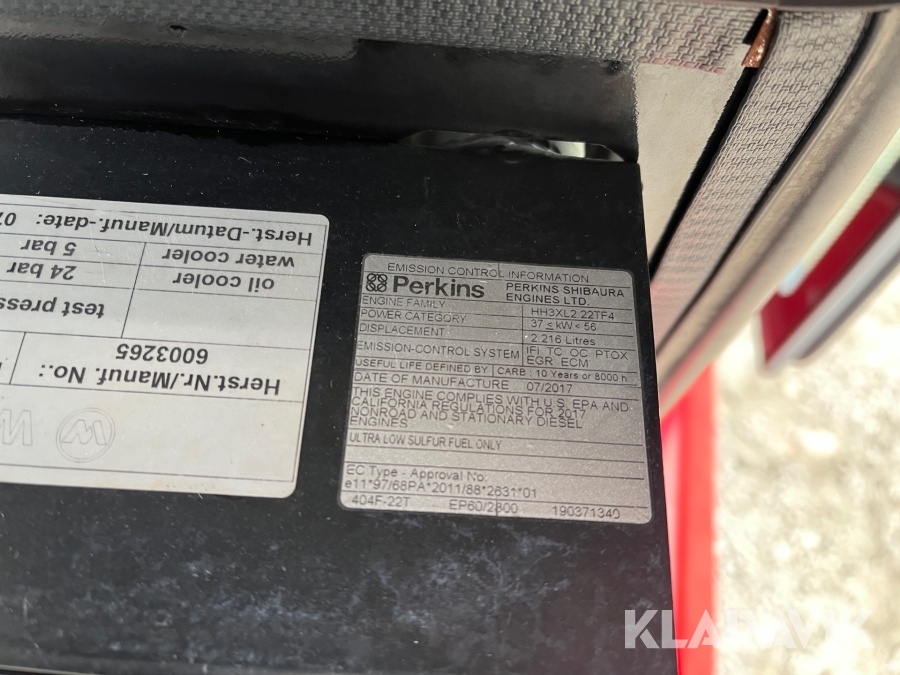 EMISSION CONTROL INFORMATION
Perkins PERKINS SHIBAURA
ENGINES LTD.
ENGINE FAMILY HH3XL2.22TF4
POWER CATEGORY 37 ≤ kW < 56
DISPLACEMENT 2.216 Litres
EMISSION-CONTROL SYSTEM IFI TC OC PTOX
EGR ECM
USEFUL LIFE DEFINED BY CARB 10 Years or 8000 h
DATE OF MANUFACTURE 07/2017
THIS ENGINE COMPLIES WITH U.S. EPA AND
CALIFORNIA REGULATIONS FOR 2017
NONROAD AND STATIONARY DIESEL
ENGINES
ULTRA LOW SULFUR FUEL ONLY
EC Type - Approval No:
e11*97/68PA*2011/88*2631*01
404F-22T EP60/2800 190371340
Herst.Nr./Manuf. No.:
6003265
test press
oil cooler 24 bar
water cooler 5 bar
Herst.-Datum/Manuf.-date: 07
KLARAVIK